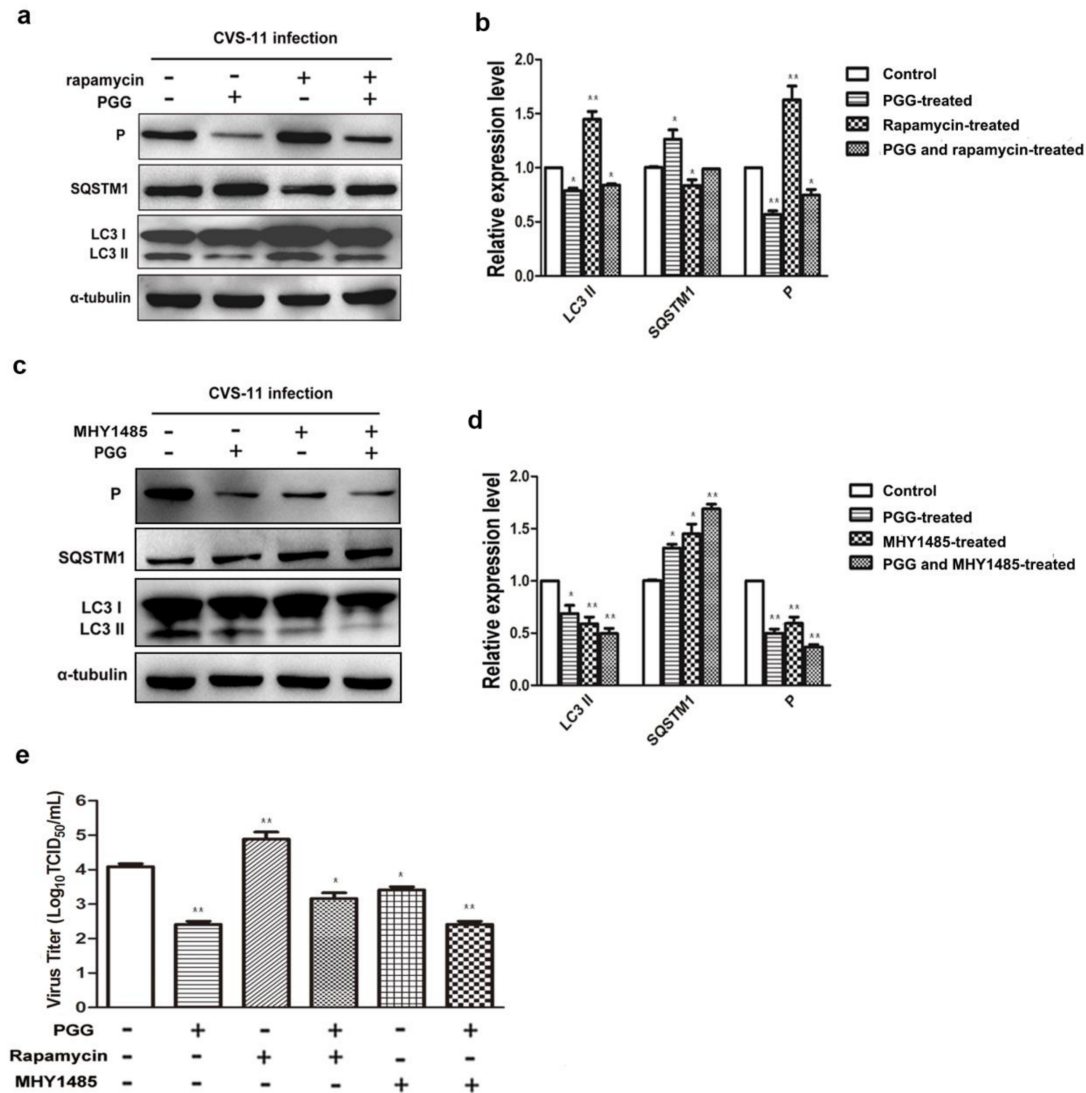 a
CVS-11 infection
rapamycin - - + +
PGG - + - +
P
SQSTM1
LC3 I
LC3 II
α-tubulin
b
Relative expression level
2.0
1.5
1.0
0.5
0.0
** * ** * * * ** *
LC3 II SQSTM1 P
Control
PGG-treated
Rapamycin-treated
PGG and rapamycin-treated
c
CVS-11 infection
MHY1485 - - + +
PGG - + - +
P
SQSTM1
LC3 I
LC3 II
α-tubulin
d
Relative expression level
2.0
1.5
1.0
0.5
0.0
* ** ** * * ** ** ** **
LC3 II SQSTM1 P
Control
PGG-treated
MHY1485-treated
PGG and MHY1485-treated
e
Virus Titer (Log10TCID50/mL)
6
5
4
3
2
1
0
** ** * * **
PGG - + - + - +
Rapamycin - - + + - -
MHY1485 - - - - + +